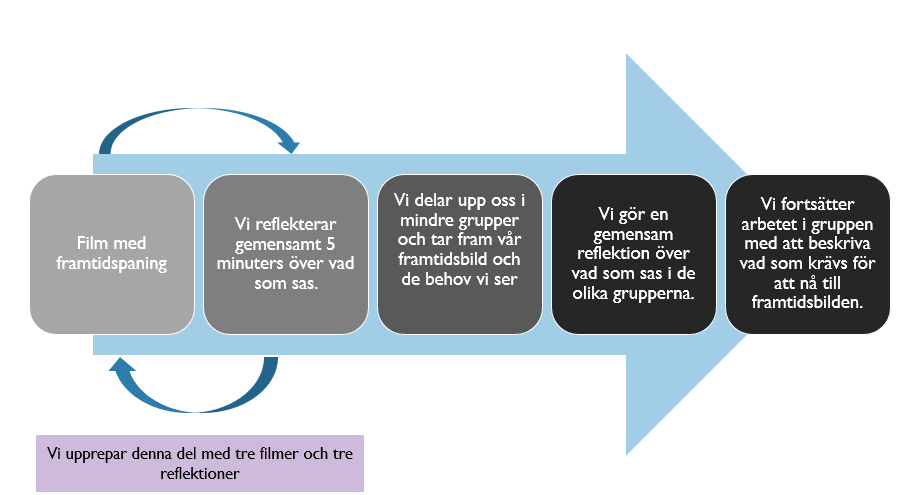 Film med
framtidspaning
Vi reflekterar
gemensamt 5
minuters över vad
som sas.
Vi delar upp oss i
mindre grupper
och tar fram vår
framtidsbild och
de behov vi ser
Vi gör en
gemensam
reflektion över
vad som sas i de
olika grupperna.
Vi fortsätter
arbetet i gruppen
med att beskriva
vad som krävs för
att nå till
framtidsbilden.
Vi upprepar denna del med tre filmer och tre
reflektioner